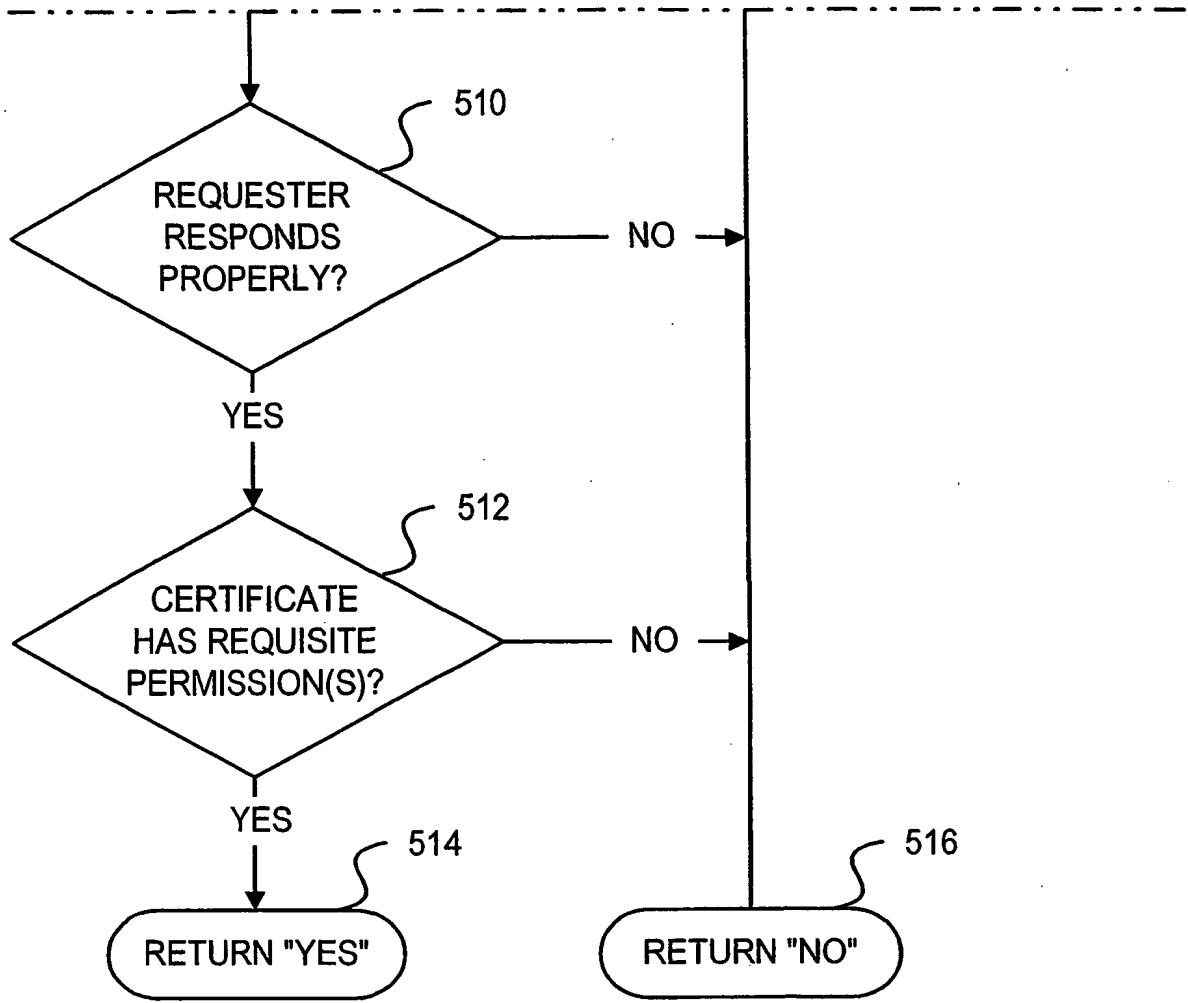 510
REQUESTER
RESPONDS
PROPERLY?
NO
YES
512
CERTIFICATE
HAS REQUISITE
PERMISSION(S)?
NO
YES
514
516
RETURN "YES"
RETURN "NO"